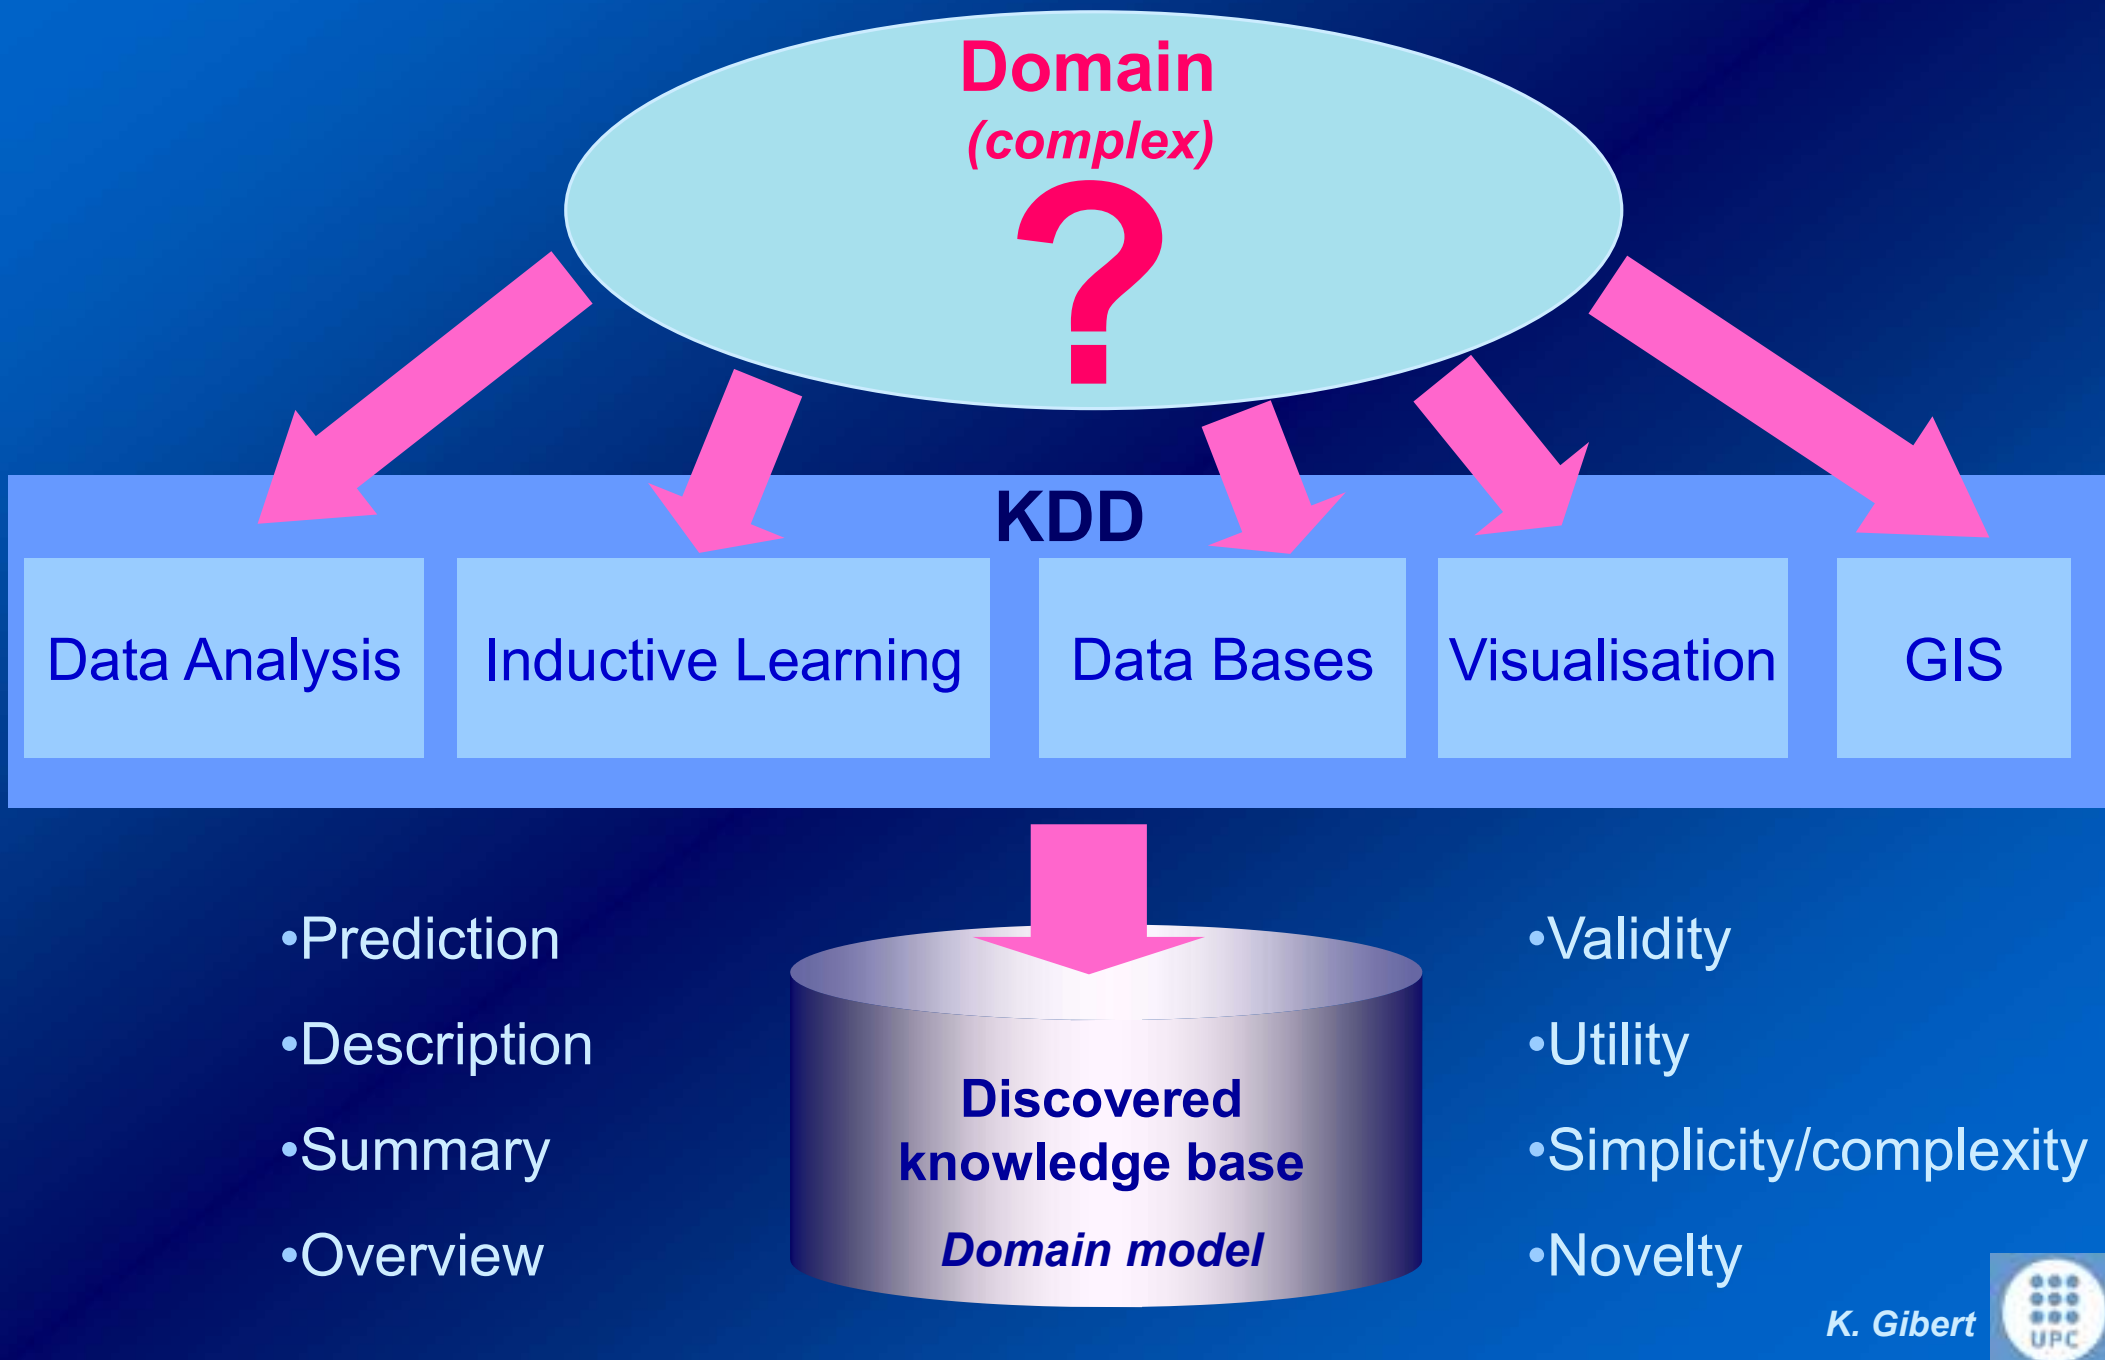 Domain
(complex)
?
KDD
Data Analysis
Inductive Learning
Data Bases
Visualisation
GIS
•Prediction
•Description
•Summary
•Overview
Discovered
knowledge base
Domain model
•Validity
•Utility
•Simplicity/complexity
•Novelty
K. Gibert
UPC